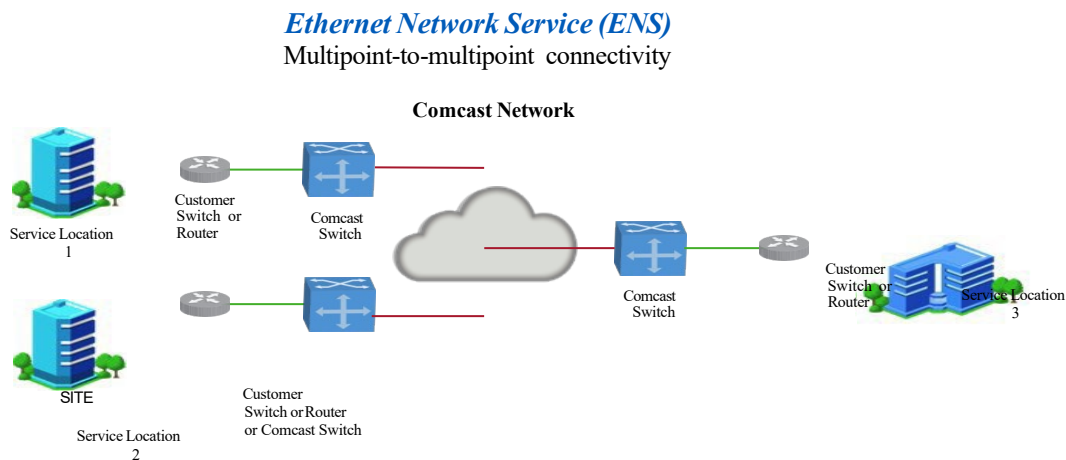 Ethernet Network Service (ENS)
Multipoint-to-multipoint connectivity
Comcast Network
Customer
Switch or
Router
Comcast
Switch
Service Location
1
Comcast
Switch
Customer
Switch or
Router
Service Location
3
SITE
Customer
Switch or Router
or Comcast Switch
Service Location
2